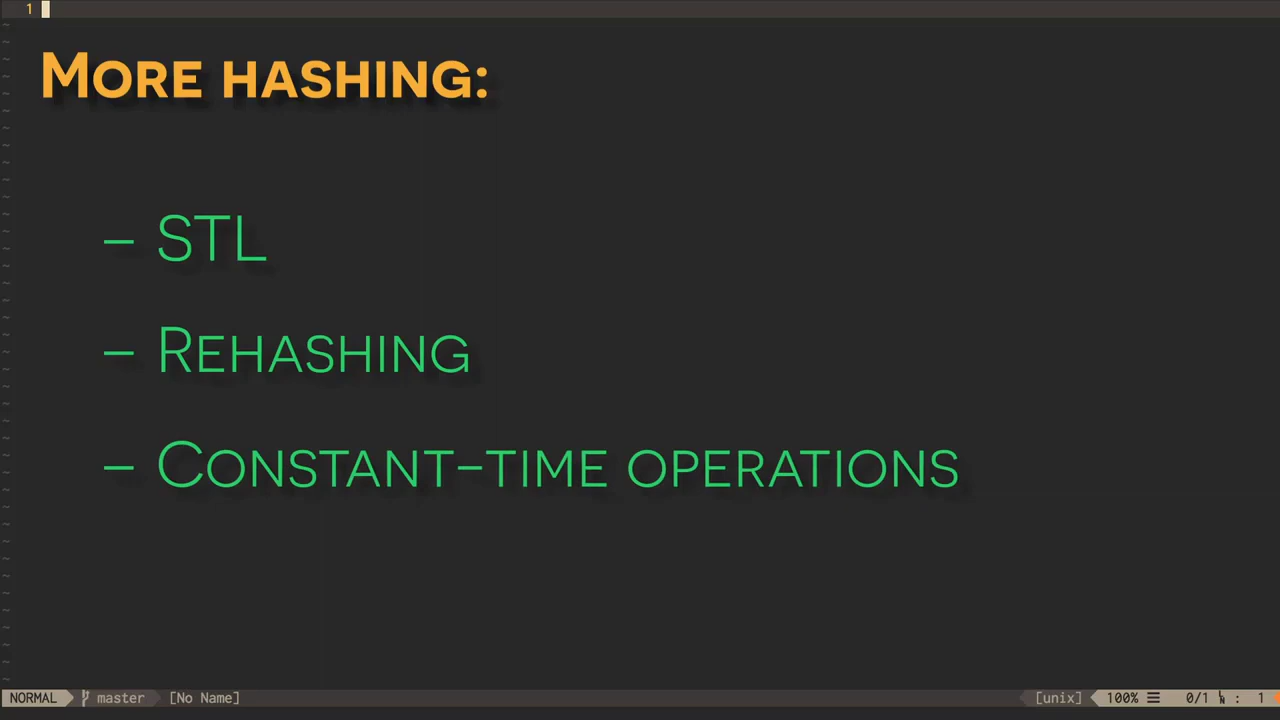 1
More hashing:
– STL
– Rehashing
– Constant-time operations
NORMAL master [No Name] [unix] 100% ☰ 0/1 : 1